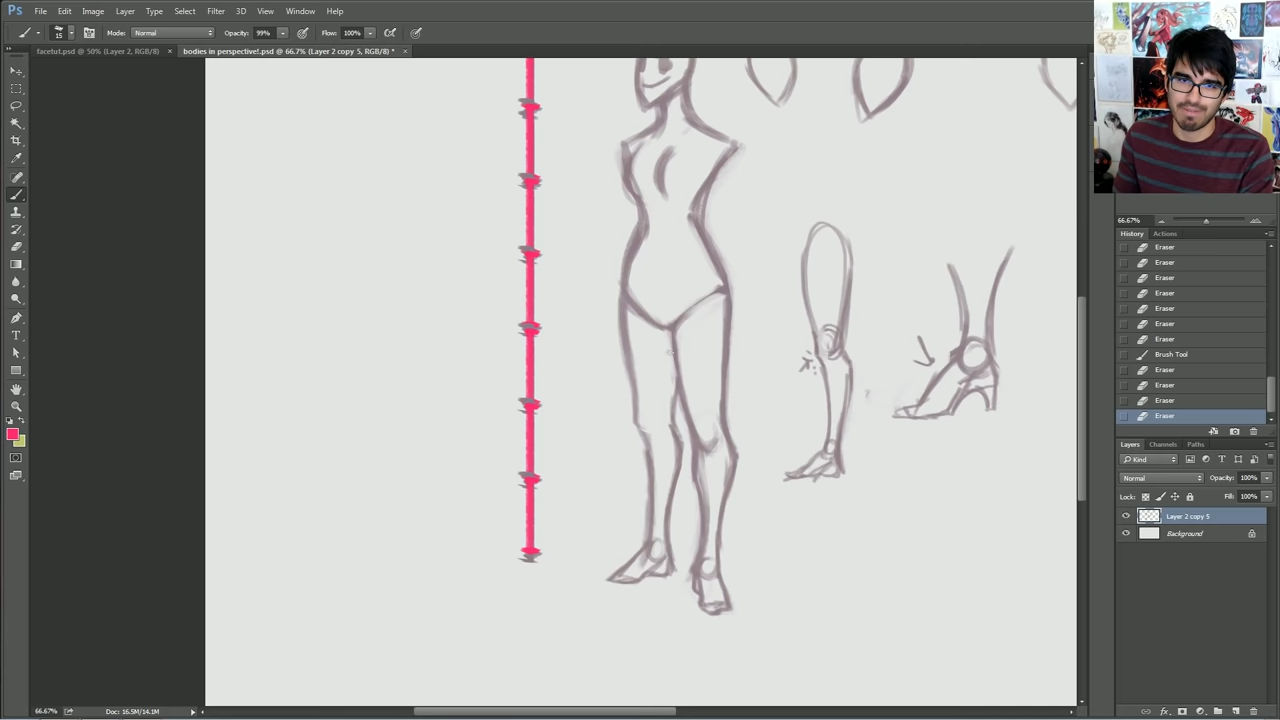 Ps File Edit Image Layer Type Select Filter 3D View Window Help
15 Mode: Normal Opacity: 99% Flow: 100%
facetut.psd @ 50% (Layer 2, RGB/8) × bodies in perspective!.psd @ 66.7% (Layer 2 copy 5, RGB/8) * ×
66.67%
History Actions
Eraser
Eraser
Eraser
Eraser
Eraser
Eraser
Eraser
Brush Tool
Eraser
Eraser
Eraser
Eraser
Layers Channels Paths
Kind
Normal Opacity: 100%
Lock: Fill: 100%
Layer 2 copy 5
Background
66.67% Doc: 16.5M/14.1M